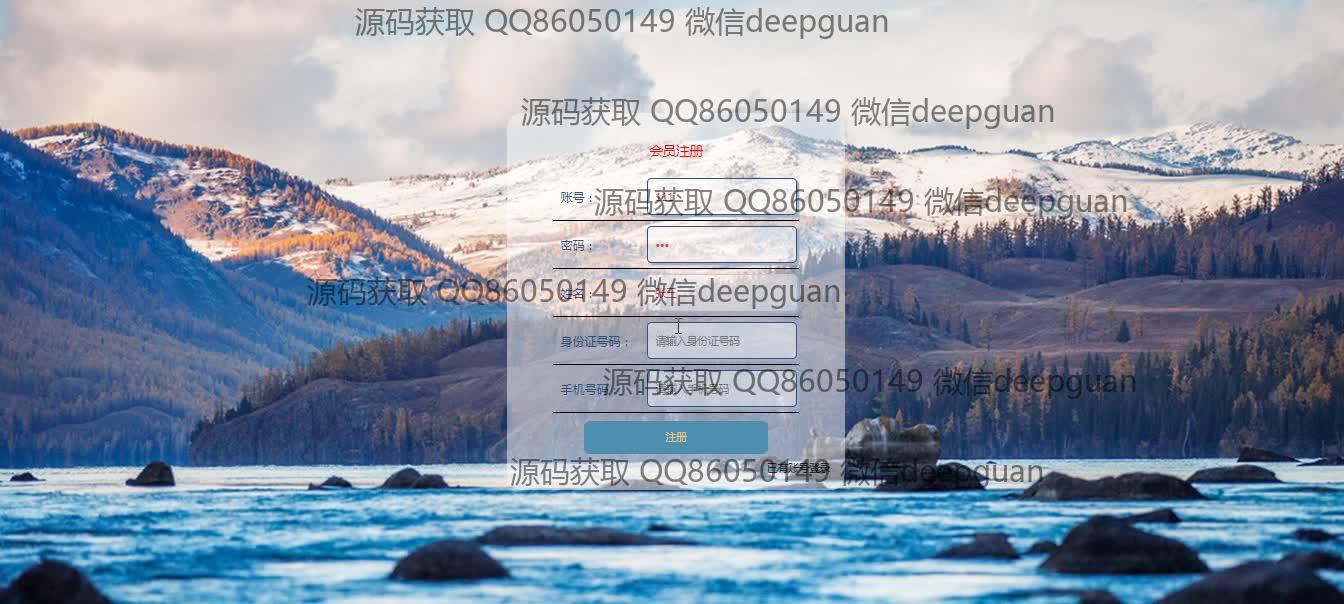 源码获取 QQ86050149 微信deepguan
源码获取 QQ86050149 微信deepguan
会员注册
账号：
源码获取 QQ86050149 微信deepguan
密码：
•••
源码获取 QQ86050149 微信deepguan
姓名：
身份证号码：
请输入身份证号码
手机号码
源码获取 QQ86050149 微信deepguan
注册
源码获取 QQ86050149 微信deepguan